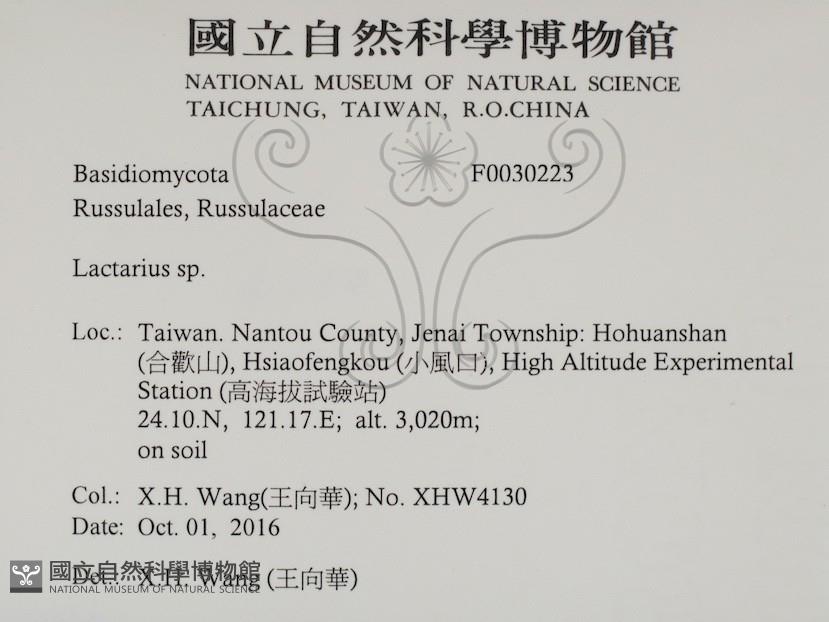 國立自然科學博物館
NATIONAL MUSEUM OF NATURAL SCIENCE
TAICHUNG, TAIWAN, R.O.CHINA
Basidiomycota F0030223
Russulales, Russulaceae
Lactarius sp.
Loc.: Taiwan. Nantou County, Jenai Township: Hohuanshan
(合歡山), Hsiaofengkou (小風口), High Altitude Experimental
Station (高海拔試驗站)
24.10.N, 121.17.E; alt. 3,020m;
on soil
Col.: X.H. Wang(王向華); No. XHW4130
Date: Oct. 01, 2016
Det.: X.H. Wang (王向華)
國立自然科學博物館
NATIONAL MUSEUM OF NATURAL SCIENCE